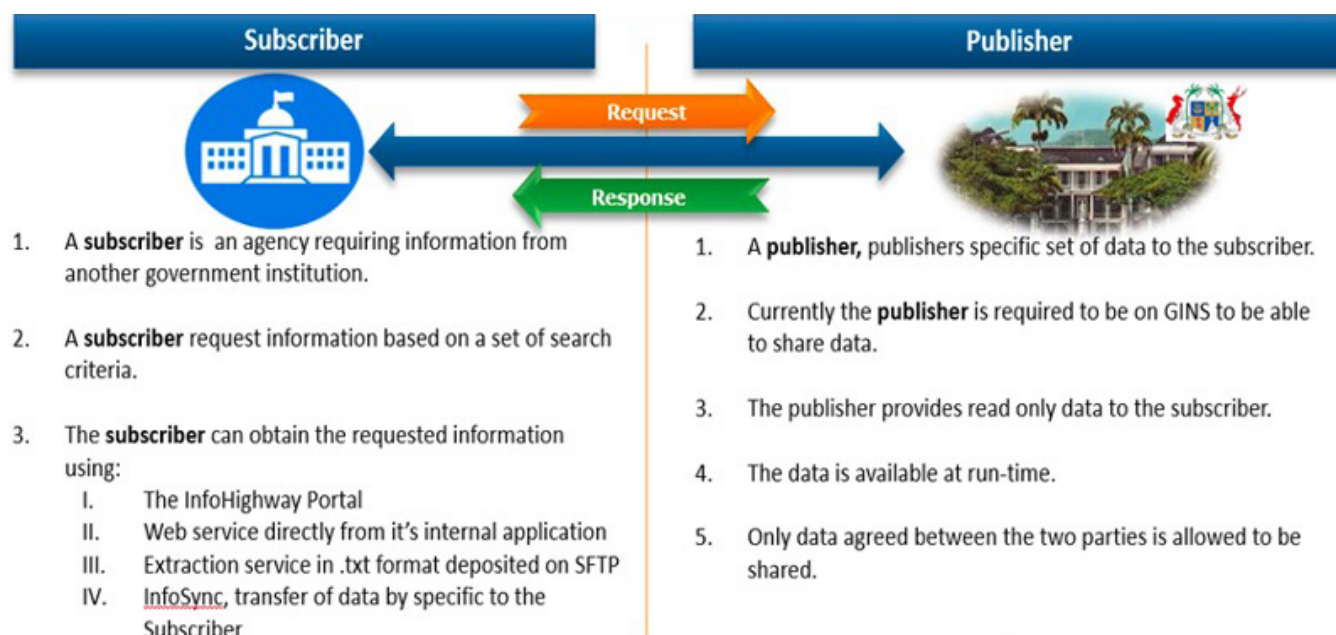 Subscriber
Request
Response
1. A subscriber is an agency requiring information from
another government institution.
2. A subscriber request information based on a set of search
criteria.
3. The subscriber can obtain the requested information
using:
I. The InfoHighway Portal
II. Web service directly from it's internal application
III. Extraction service in .txt format deposited on SFTP
IV. InfoSync, transfer of data by specific to the
Subscriber
Publisher
1. A publisher, publishers specific set of data to the subscriber.
2. Currently the publisher is required to be on GINS to be able
to share data.
3. The publisher provides read only data to the subscriber.
4. The data is available at run-time.
5. Only data agreed between the two parties is allowed to be
shared.